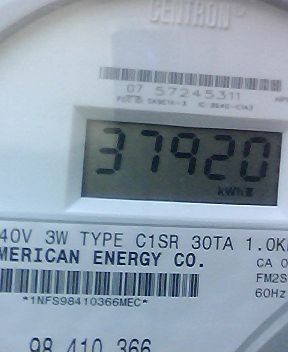 CENTRON
07 57245311
37920
kWh
40V 3W TYPE C1SR 30TA 1.0K
MERICAN ENERGY CO.
CA 0
FM2S
60Hz
*1NFS98410366MEC*
98 410 366